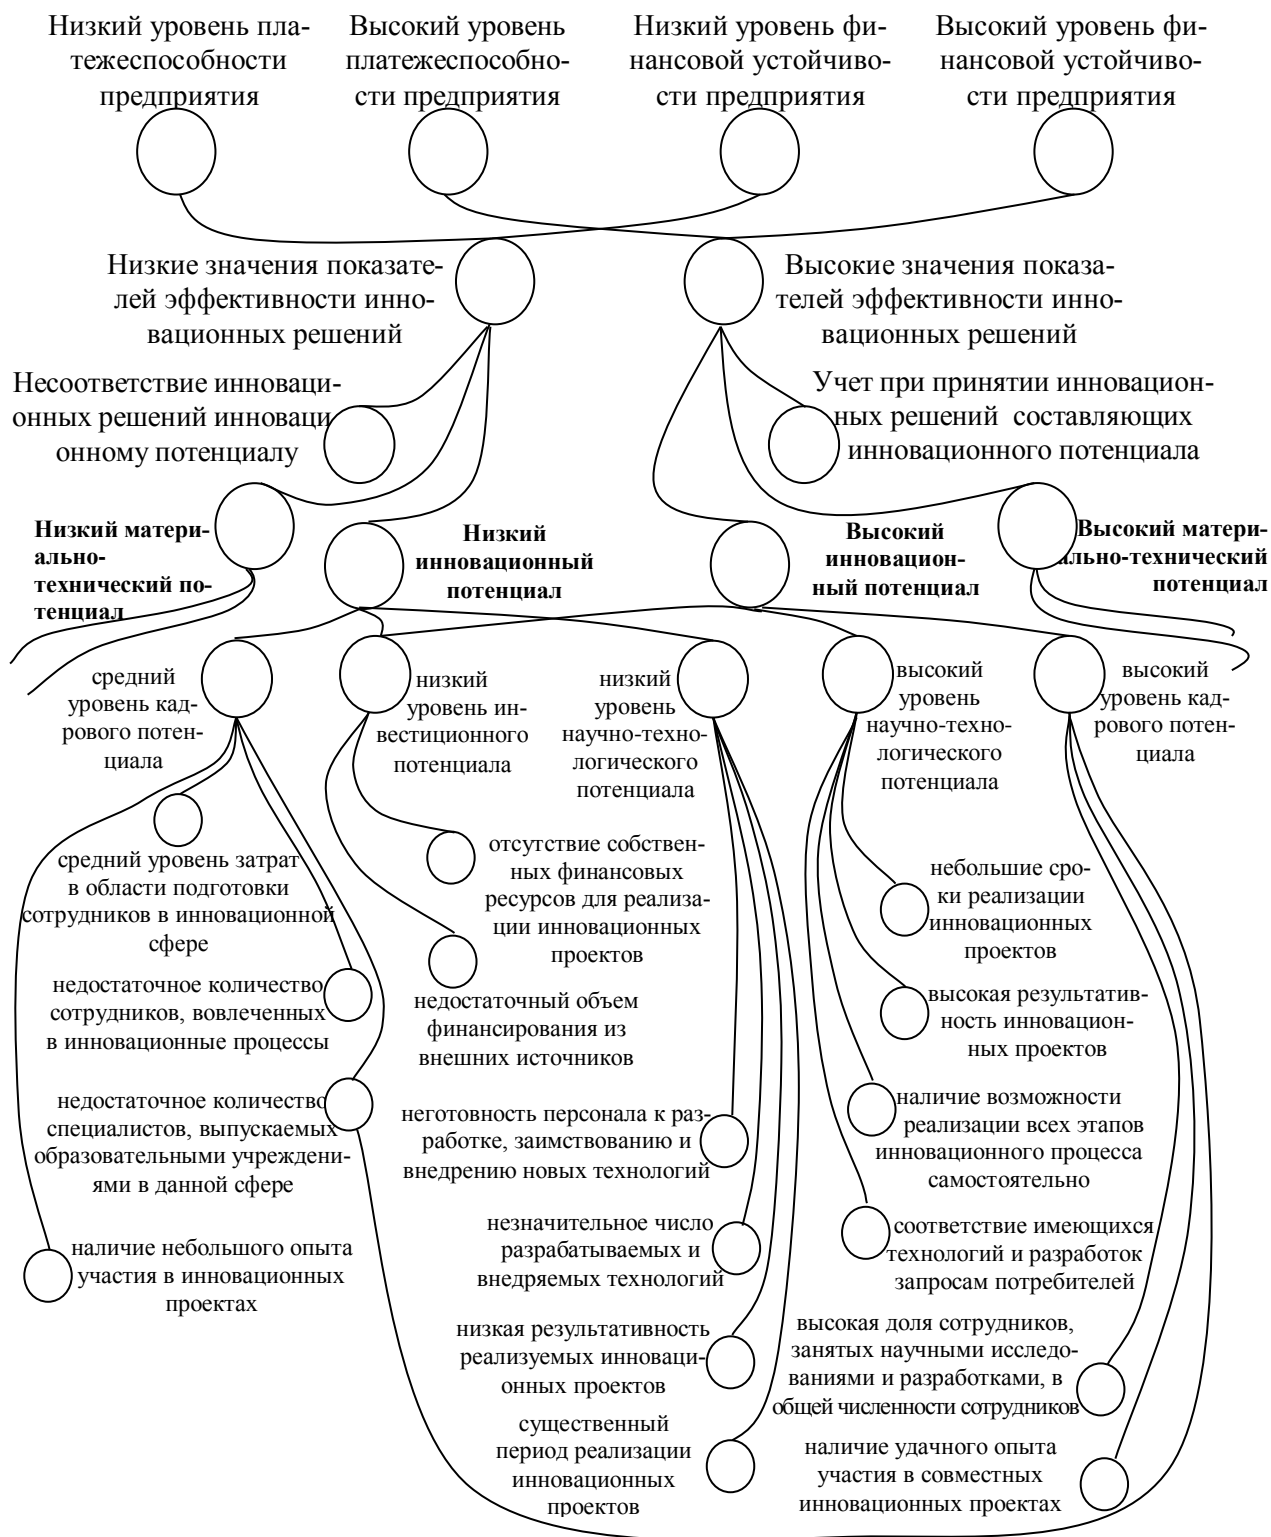 Низкий уровень пла-
тежеспособности
предприятия
Высокий уровень
платежеспособно-
сти предприятия
Низкий уровень фи-
нансовой устойчиво-
сти предприятия
Высокий уровень фи-
нансовой устойчиво-
сти предприятия
Низкие значения показате-
лей эффективности инно-
вационных решений
Высокие значения показа-
телей эффективности инно-
вационных решений
Несоответствие инноваци-
онных решений иноваци
онному потенциалу
Учет при принятии инновацион-
ных решений составляющих
инновационного потенциала
Низкий матери-
ально-
технический по-
тенциал
Низкий
инновационный
потенциал
Высокий
инновацион-
ный потенциал
Высокий матери-
ально-технический
потенциал
средний
уровень кад-
рового потен-
циала
низкий
уровень ин-
вестиционного
потенциала
низкий
уровень
научно-техно-
логического
потенциала
высокий
уровень
научно-техно-
логического
потенциала
высокий
уровень кад-
рового потен-
циала
средний уровень затрат
в области подготовки
сотрудников в инновационной
сфере
отсутствие собствен-
ных финансовых
ресурсов для реализа-
ции инновационных
проектов
небольшие сро-
ки реализации
инновационных
проектов
недостаточное количество
сотрудников, вовлеченных
в инновационные процессы
недостаточный объем
финансирования из
внешних источников
высокая результатив-
ность инновацион-
ных проектов
недостаточное количество
специалистов, выпускаемых
образовательными учреждени-
ями в данной сфере
неготовность персонала к раз-
работке, заимствованию и
внедрению новых технологий
наличие возможности
реализации всех этапов
инновационного процесса
самостоятельно
наличие небольшого опыта
участия в инновационных
проектах
незначительное число
разрабатываемых и
внедряемых технологий
соответствие имеющихся
технологий и разработок
запросам потребителей
низкая результативность
реализуемых инноваци-
онных проектов
высокая доля сотрудников,
занятых научными исследо-
ваниями и разработками, в
общей численности сотрудников
существенный
период реализации
инновационных
проектов
наличие удачного опыта
участия в совместных
инновационных проектах